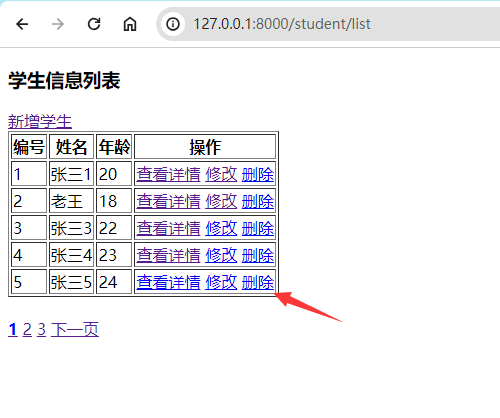 127.0.0.1:8000/student/list
学生信息列表
新增学生
编号 姓名 年龄 操作
1 张三1 20 查看详情 修改 删除
2 老王 18 查看详情 修改 删除
3 张三3 22 查看详情 修改 删除
4 张三4 23 查看详情 修改 删除
5 张三5 24 查看详情 修改 删除
1 2 3 下一页